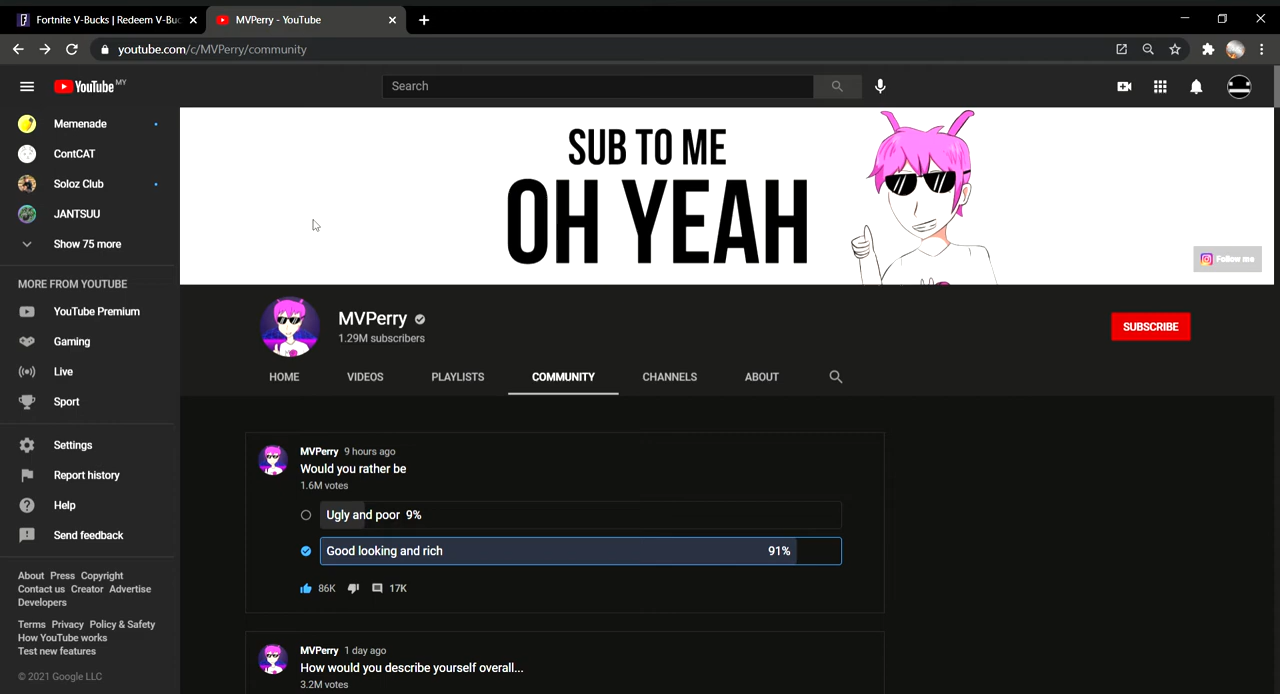 Fortnite V-Bucks | Redeem V-Buc
MVPerry - YouTube
youtube.com/c/MVPerry/community
YouTube MY
Search
Memenade
ContCAT
Soloz Club
JANTSUU
Show 75 more
MORE FROM YOUTUBE
YouTube Premium
Gaming
Live
Sport
Settings
Report history
Help
Send feedback
About Press Copyright
Contact us Creator Advertise
Developers
Terms Privacy Policy & Safety
How YouTube works
Test new features
© 2021 Google LLC
SUB TO ME
OH YEAH
Follow me
MVPerry
1.29M subscribers
SUBSCRIBE
HOME VIDEOS PLAYLISTS COMMUNITY CHANNELS ABOUT
MVPerry 9 hours ago
Would you rather be
1.6M votes
Ugly and poor 9%
Good looking and rich 91%
86K 17K
MVPerry 1 day ago
How would you describe yourself overall...
3.2M votes